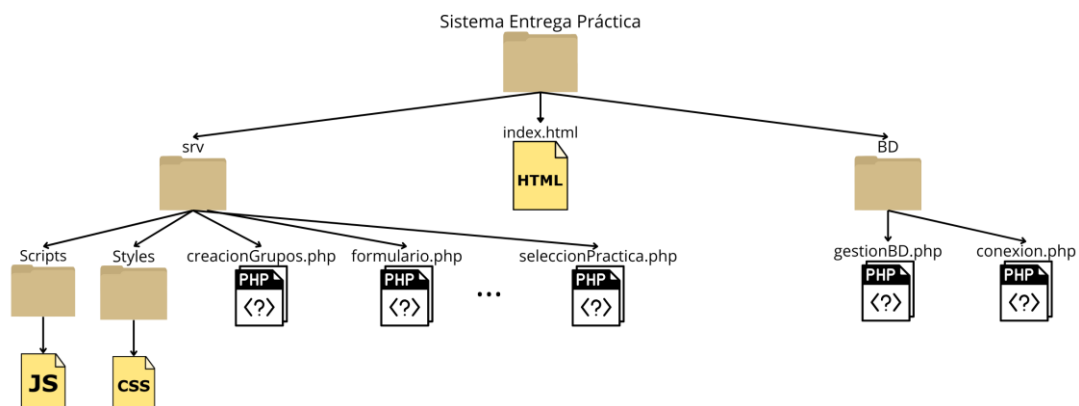 Sistema Entrega Práctica
srv
index.html
BD
HTML
Scripts
Styles
creacionGrupos.php
formulario.php
seleccionPractica.php
gestionBD.php
conexion.php
PHP
<?>
PHP
<?>
...
PHP
<?>
PHP
<?>
PHP
<?>
JS
CSS